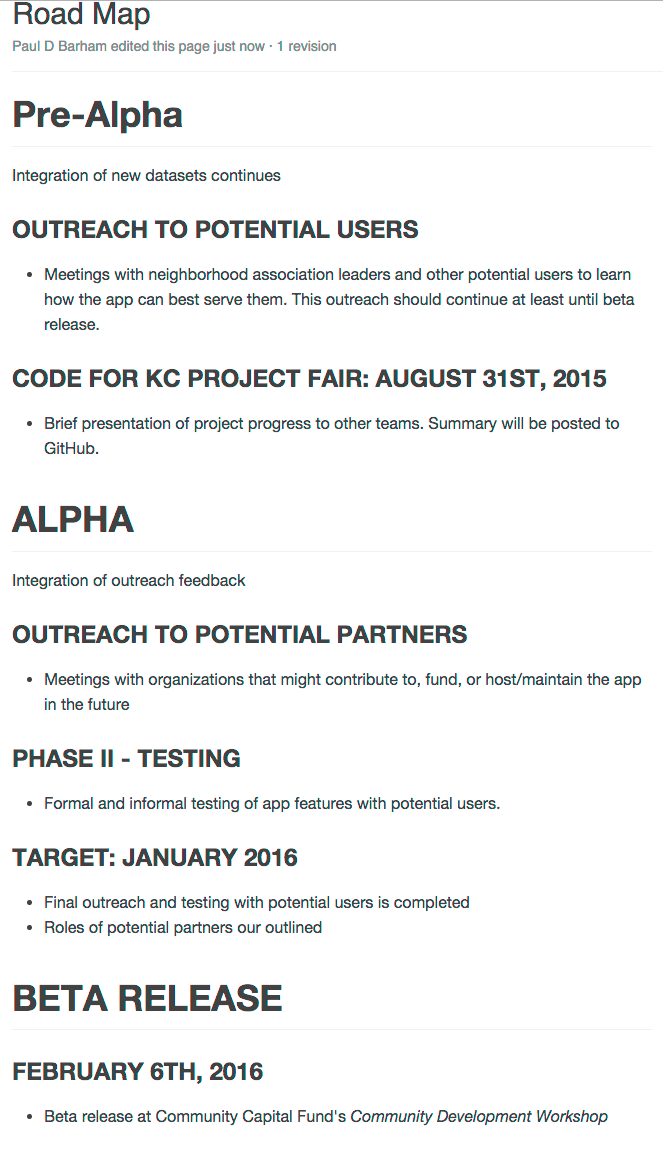 Road Map
Paul D Barham edited this page just now · 1 revision
Pre-Alpha
Integration of new datasets continues
OUTREACH TO POTENTIAL USERS
• Meetings with neighborhood association leaders and other potential users to learn
how the app can best serve them. This outreach should continue at least until beta
release.
CODE FOR KC PROJECT FAIR: AUGUST 31ST, 2015
• Brief presentation of project progress to other teams. Summary will be posted to
GitHub.
ALPHA
Integration of outreach feedback
OUTREACH TO POTENTIAL PARTNERS
• Meetings with organizations that might contribute to, fund, or host/maintain the app
in the future
PHASE II - TESTING
• Formal and informal testing of app features with potential users.
TARGET: JANUARY 2016
• Final outreach and testing with potential users is completed
• Roles of potential partners our outlined
BETA RELEASE
FEBRUARY 6TH, 2016
• Beta release at Community Capital Fund's Community Development Workshop